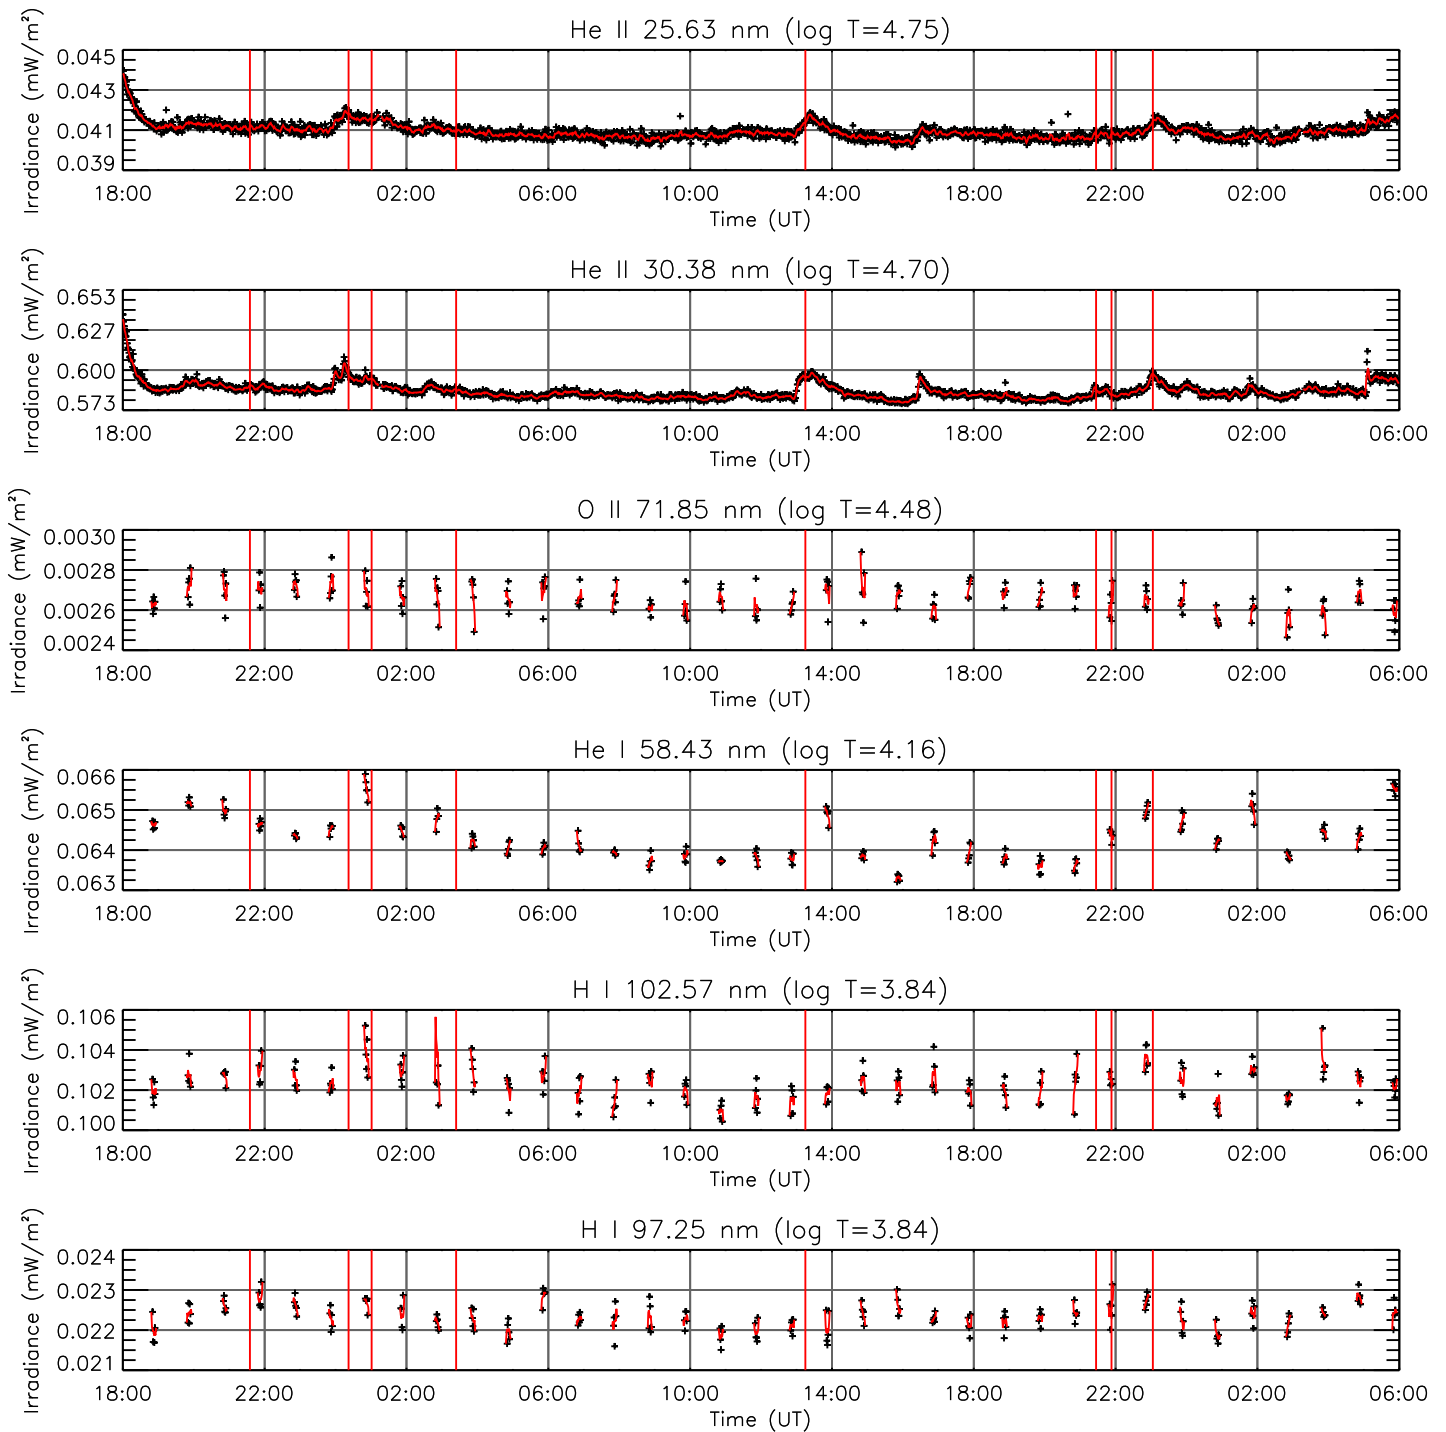 He II 25.63 nm (log T=4.75)
Irradiance (mW/m²)
0.045
0.043
0.041
0.039
18:00 22:00 02:00 06:00 10:00 14:00 18:00 22:00 02:00 06:00
Time (UT)
He II 30.38 nm (log T=4.70)
Irradiance (mW/m²)
0.653
0.627
0.600
0.573
18:00 22:00 02:00 06:00 10:00 14:00 18:00 22:00 02:00 06:00
Time (UT)
O II 71.85 nm (log T=4.48)
Irradiance (mW/m²)
0.0030
0.0028
0.0026
0.0024
18:00 22:00 02:00 06:00 10:00 14:00 18:00 22:00 02:00 06:00
Time (UT)
He I 58.43 nm (log T=4.16)
Irradiance (mW/m²)
0.066
0.065
0.064
0.063
18:00 22:00 02:00 06:00 10:00 14:00 18:00 22:00 02:00 06:00
Time (UT)
H I 102.57 nm (log T=3.84)
Irradiance (mW/m²)
0.106
0.104
0.102
0.100
18:00 22:00 02:00 06:00 10:00 14:00 18:00 22:00 02:00 06:00
Time (UT)
H I 97.25 nm (log T=3.84)
Irradiance (mW/m²)
0.024
0.023
0.022
0.021
18:00 22:00 02:00 06:00 10:00 14:00 18:00 22:00 02:00 06:00
Time (UT)